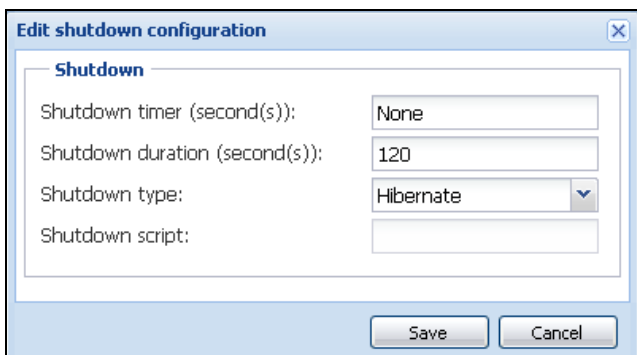 Edit shutdown configuration
Shutdown
Shutdown timer (second(s)): None
Shutdown duration (second(s)): 120
Shutdown type: Hibernate
Shutdown script:
Save Cancel